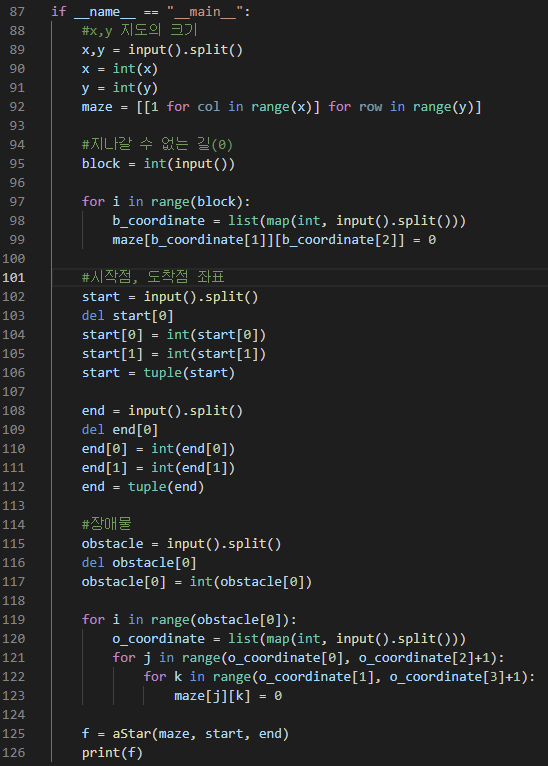 87 if __name__ == "__main__":
88 #x,y 지도의 크기
89 x,y = input().split()
90 x = int(x)
91 y = int(y)
92 maze = [[1 for col in range(x)] for row in range(y)]
93
94 #지나갈 수 없는 길(0)
95 block = int(input())
96
97 for i in range(block):
98 b_coordinate = list(map(int, input().split()))
99 maze[b_coordinate[1]][b_coordinate[2]] = 0
100
101 #시작점, 도착점 좌표
102 start = input().split()
103 del start[0]
104 start[0] = int(start[0])
105 start[1] = int(start[1])
106 start = tuple(start)
107
108 end = input().split()
109 del end[0]
110 end[0] = int(end[0])
111 end[1] = int(end[1])
112 end = tuple(end)
113
114 #장애물
115 obstacle = input().split()
116 del obstacle[0]
117 obstacle[0] = int(obstacle[0])
118
119 for i in range(obstacle[0]):
120 o_coordinate = list(map(int, input().split()))
121 for j in range(o_coordinate[0], o_coordinate[2]+1):
122 for k in range(o_coordinate[1], o_coordinate[3]+1):
123 maze[j][k] = 0
124
125 f = aStar(maze, start, end)
126 print(f)